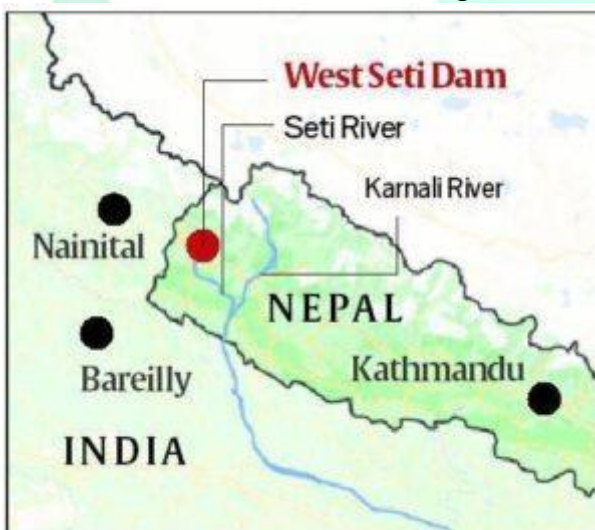 West Seti Dam
Seti River
Karnali River
Nainital
NEPAL
Kathmandu
Bareilly
INDIA